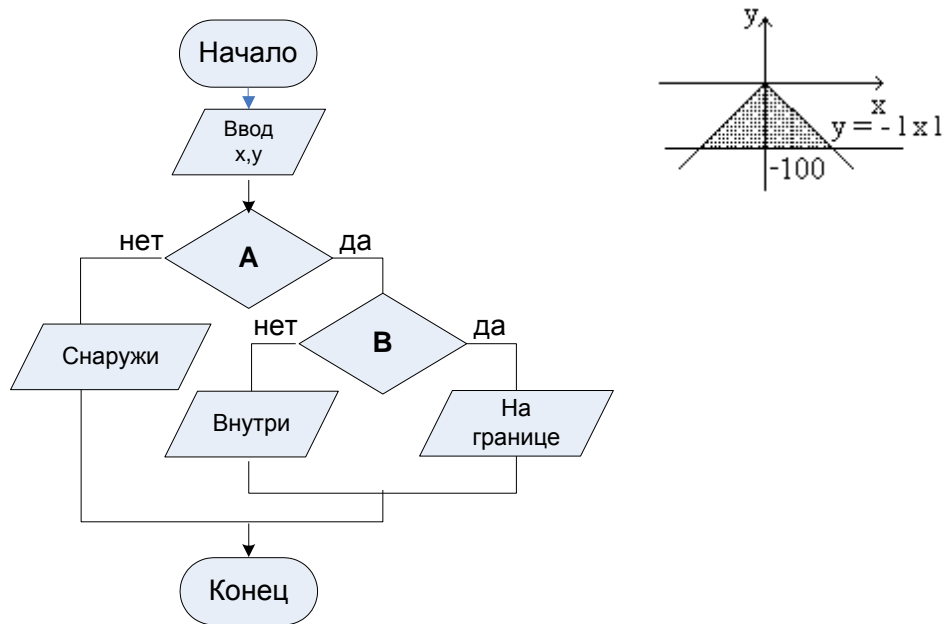 Начало
Ввод
x,y
нет
A
да
Снаружи
нет
B
да
Внутри
На
границе
Конец
y
x
y = - l x l
-100